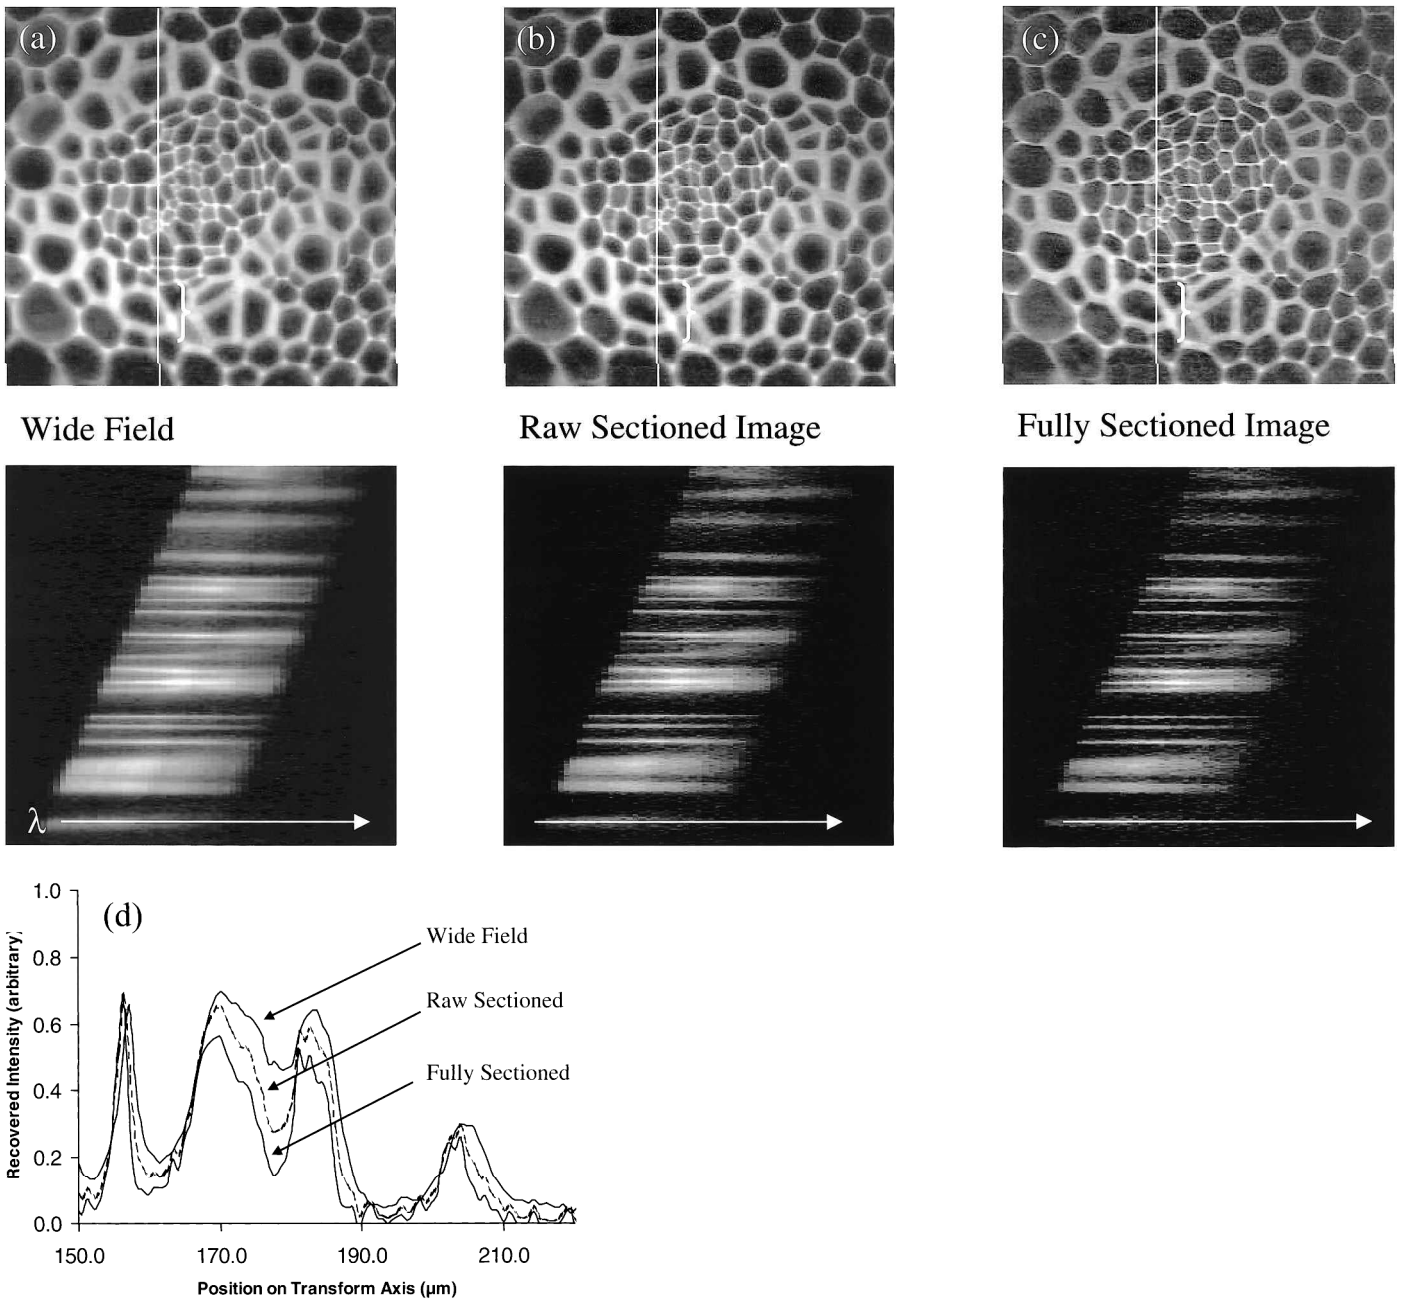 (a)
(b)
(c)
Wide Field
Raw Sectioned Image
Fully Sectioned Image
λ
(d)
Wide Field
Raw Sectioned
Fully Sectioned
Recovered Intensity (arbitrary)
1.0
0.8
0.6
0.4
0.2
0.0
150.0
170.0
190.0
210.0
Position on Transform Axis (μm)